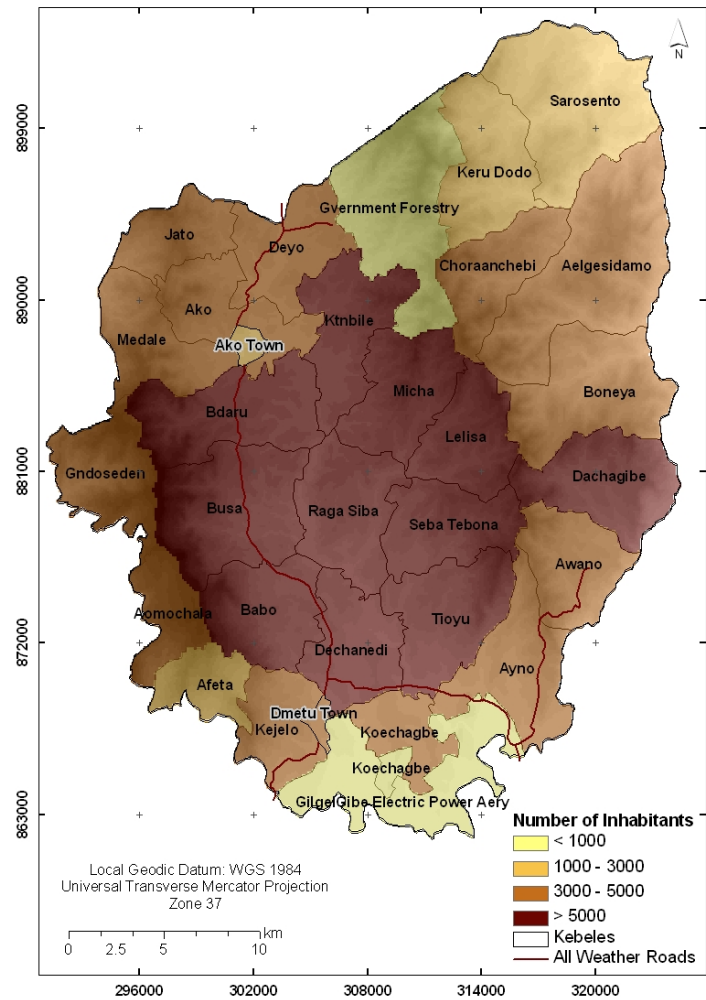 N
899000
890000
881000
872000
863000
Sarosento
Keru Dodo
Gvernment Forestry
Jato
Deyo
Choraanchebi
Aelgesidamo
Ako
Ktnbile
Medale
Ako Town
Micha
Boneya
Bdaru
Lelisa
Gndoseden
Dachagibe
Busa
Raga Siba
Seba Tebona
Awano
Aomochala
Babo
Tioyu
Dechanedi
Ayno
Afeta
Dmetu Town
Kejelo
Koechagbe
Koechagbe
GilgelGibe Electric Power Aery
Number of Inhabitants
< 1000
1000 - 3000
3000 - 5000
> 5000
Kebeles
All Weather Roads
Local Geodic Datum: WGS 1984
Universal Transverse Mercator Projection
Zone 37
km
0 2.5 5 10
296000 302000 308000 314000 320000